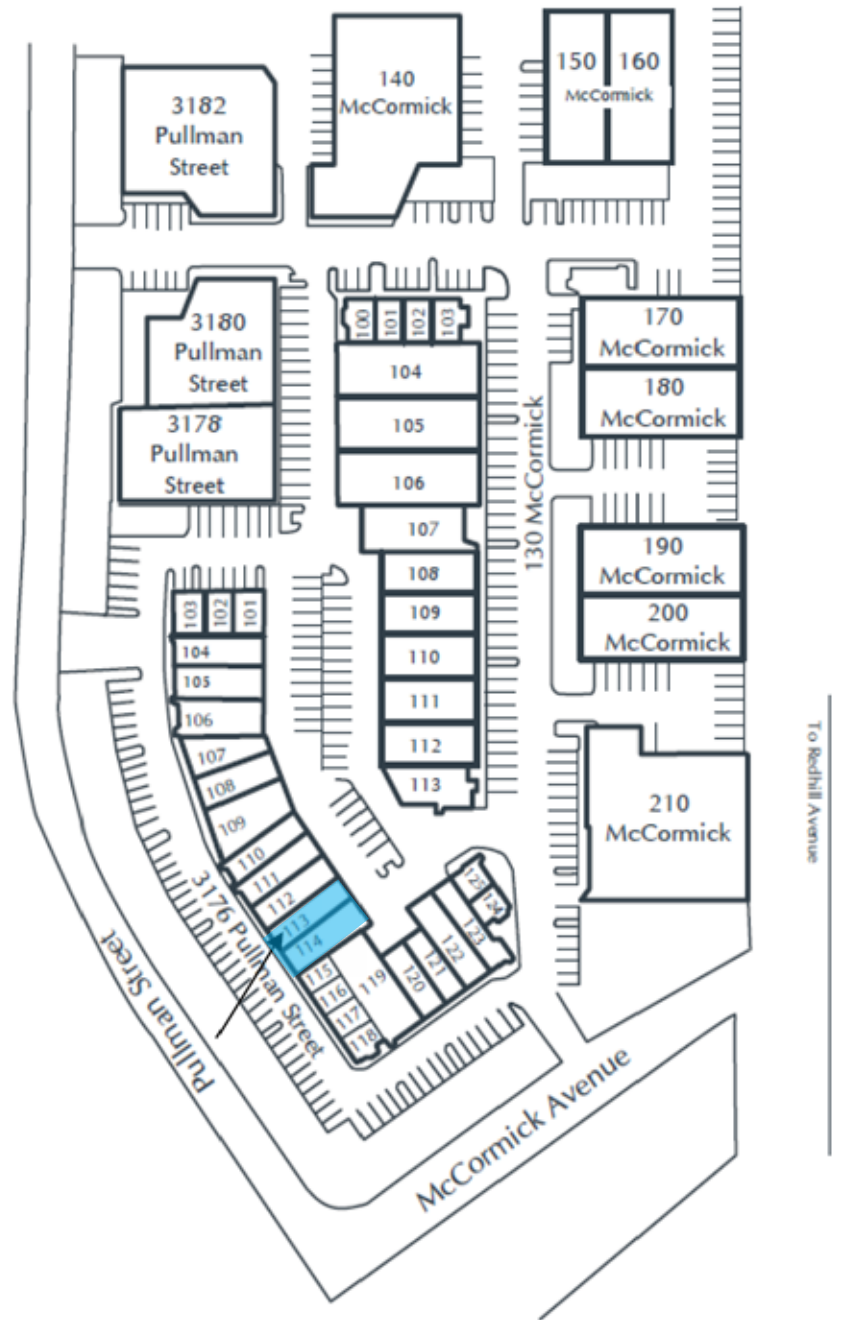 3182
Pullman
Street
140
McCormick
150
160
McCormick
3180
Pullman
Street
3178
Pullman
Street
100
101
102
103
104
105
106
107
108
109
110
111
112
113
130 McCormick
170
McCormick
180
McCormick
190
McCormick
200
McCormick
210
McCormick
To Redhill Avenue
103
102
101
104
105
106
107
108
109
110
111
112
113
114
115
116
117
118
119
120
121
122
123
124
125
3176 Pullman Street
Pullman Street
McCormick Avenue